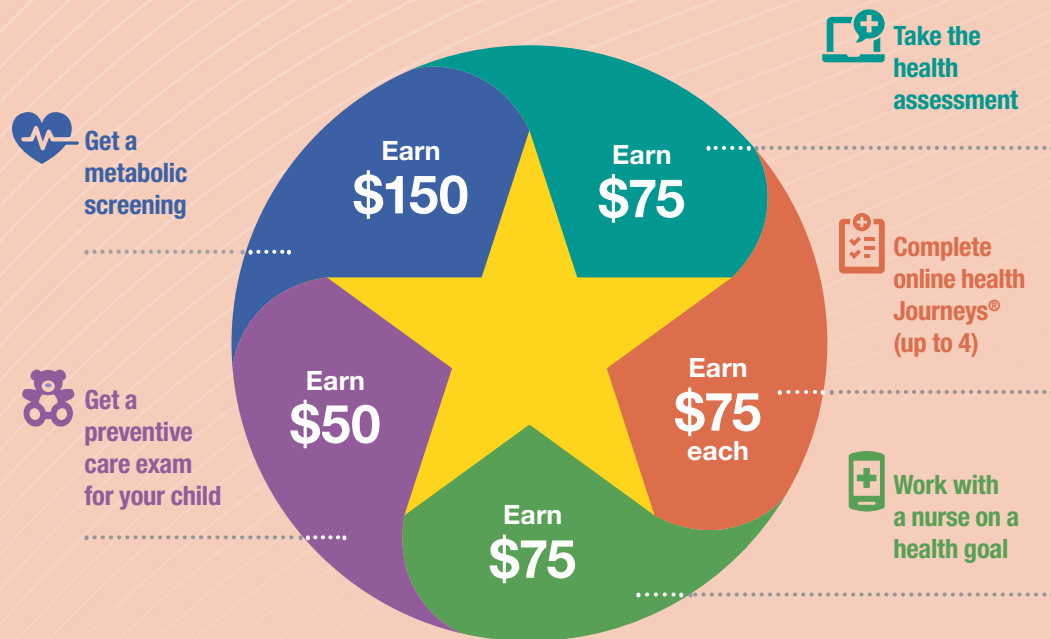 Take the
health
assessment
Get a
metabolic
screening
Earn
$150
Earn
$75
Complete
online health
Journeys®
(up to 4)
Earn
$75
each
Get a
preventive
care exam
for your child
Earn
$50
Work with
a nurse on a
health goal
Earn
$75